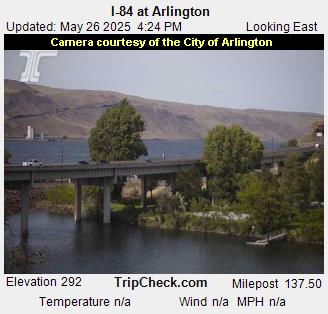 I-84 at Arlington
Updated: May 26 2025 4:24 PM Looking East
Camera courtesy of the City of Arlington
Elevation 292 TripCheck.com Milepost 137.50
Temperature n/a Wind n/a MPH n/a